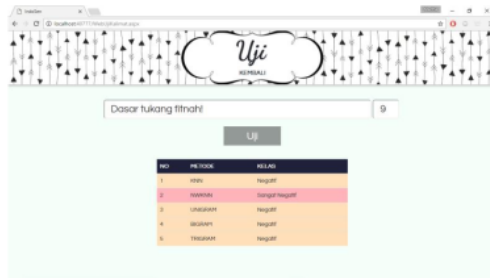 Uji
KEMBALI
Dasar tukang fitnah! 9
Uji
NO METODE KELAS
1 KNN Negatif
2 Sangat Negatif
3 UNIGRAM Negatif
4 BIGRAM Negatif
5 TRIGRAM Negatif